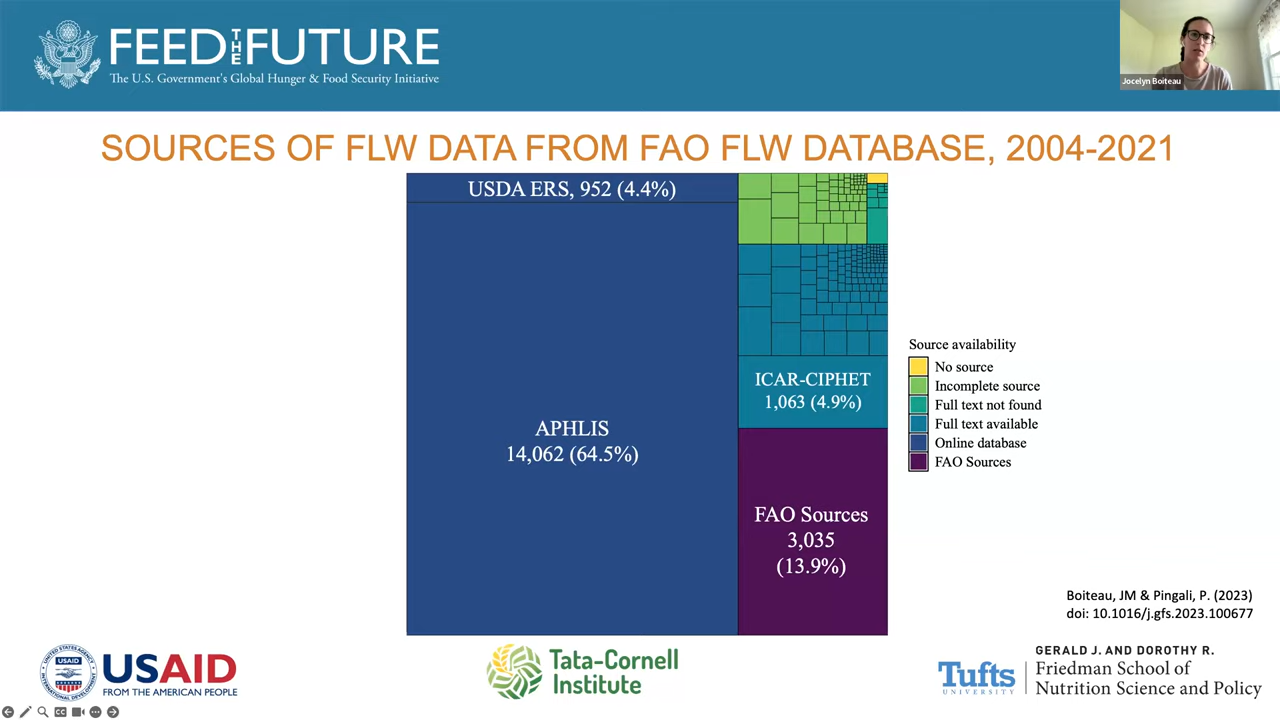 FEED THE FUTURE
The U.S. Government's Global Hunger & Food Security Initiative
Jocelyn Boiteau
SOURCES OF FLW DATA FROM FAO FLW DATABASE, 2004-2021
USDA ERS, 952 (4.4%)
APHLIS
14,062 (64.5%)
ICAR-CIPHET
1,063 (4.9%)
FAO Sources
3,035
(13.9%)
Source availability
No source
Incomplete source
Full text not found
Full text available
Online database
FAO Sources
Boiteau, JM & Pingali, P. (2023)
doi: 10.1016/j.gfs.2023.100677
USAID
USAID
FROM THE AMERICAN PEOPLE
Tata-Cornell
Institute
Tufts
UNIVERSITY
GERALD J. AND DOROTHY R.
Friedman School of
Nutrition Science and Policy